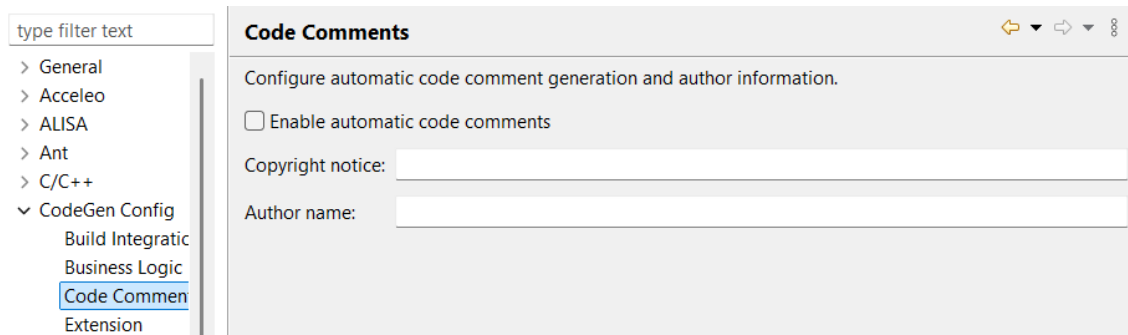 type filter text
General
Acceleo
ALISA
Ant
C/C++
CodeGen Config
Build Integratic
Business Logic
Code Commen
Extension
Code Comments
Configure automatic code comment generation and author information.
Enable automatic code comments
Copyright notice:
Author name: